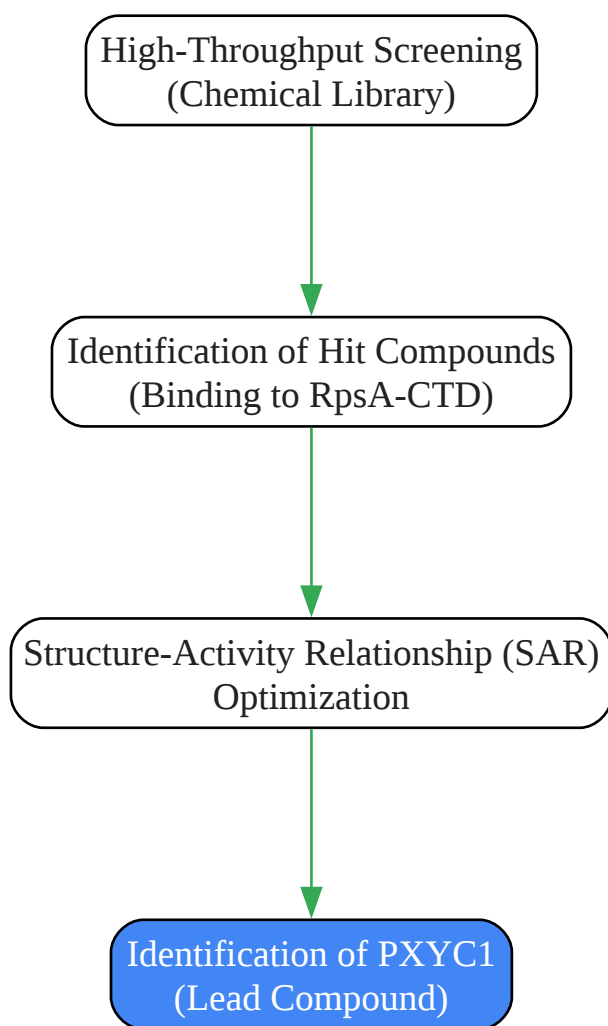 High-Throughput Screening
(Chemical Library)
Identification of Hit Compounds
(Binding to RpsA-CTD)
Structure-Activity Relationship (SAR)
Optimization
Identification of PXYC1
(Lead Compound)